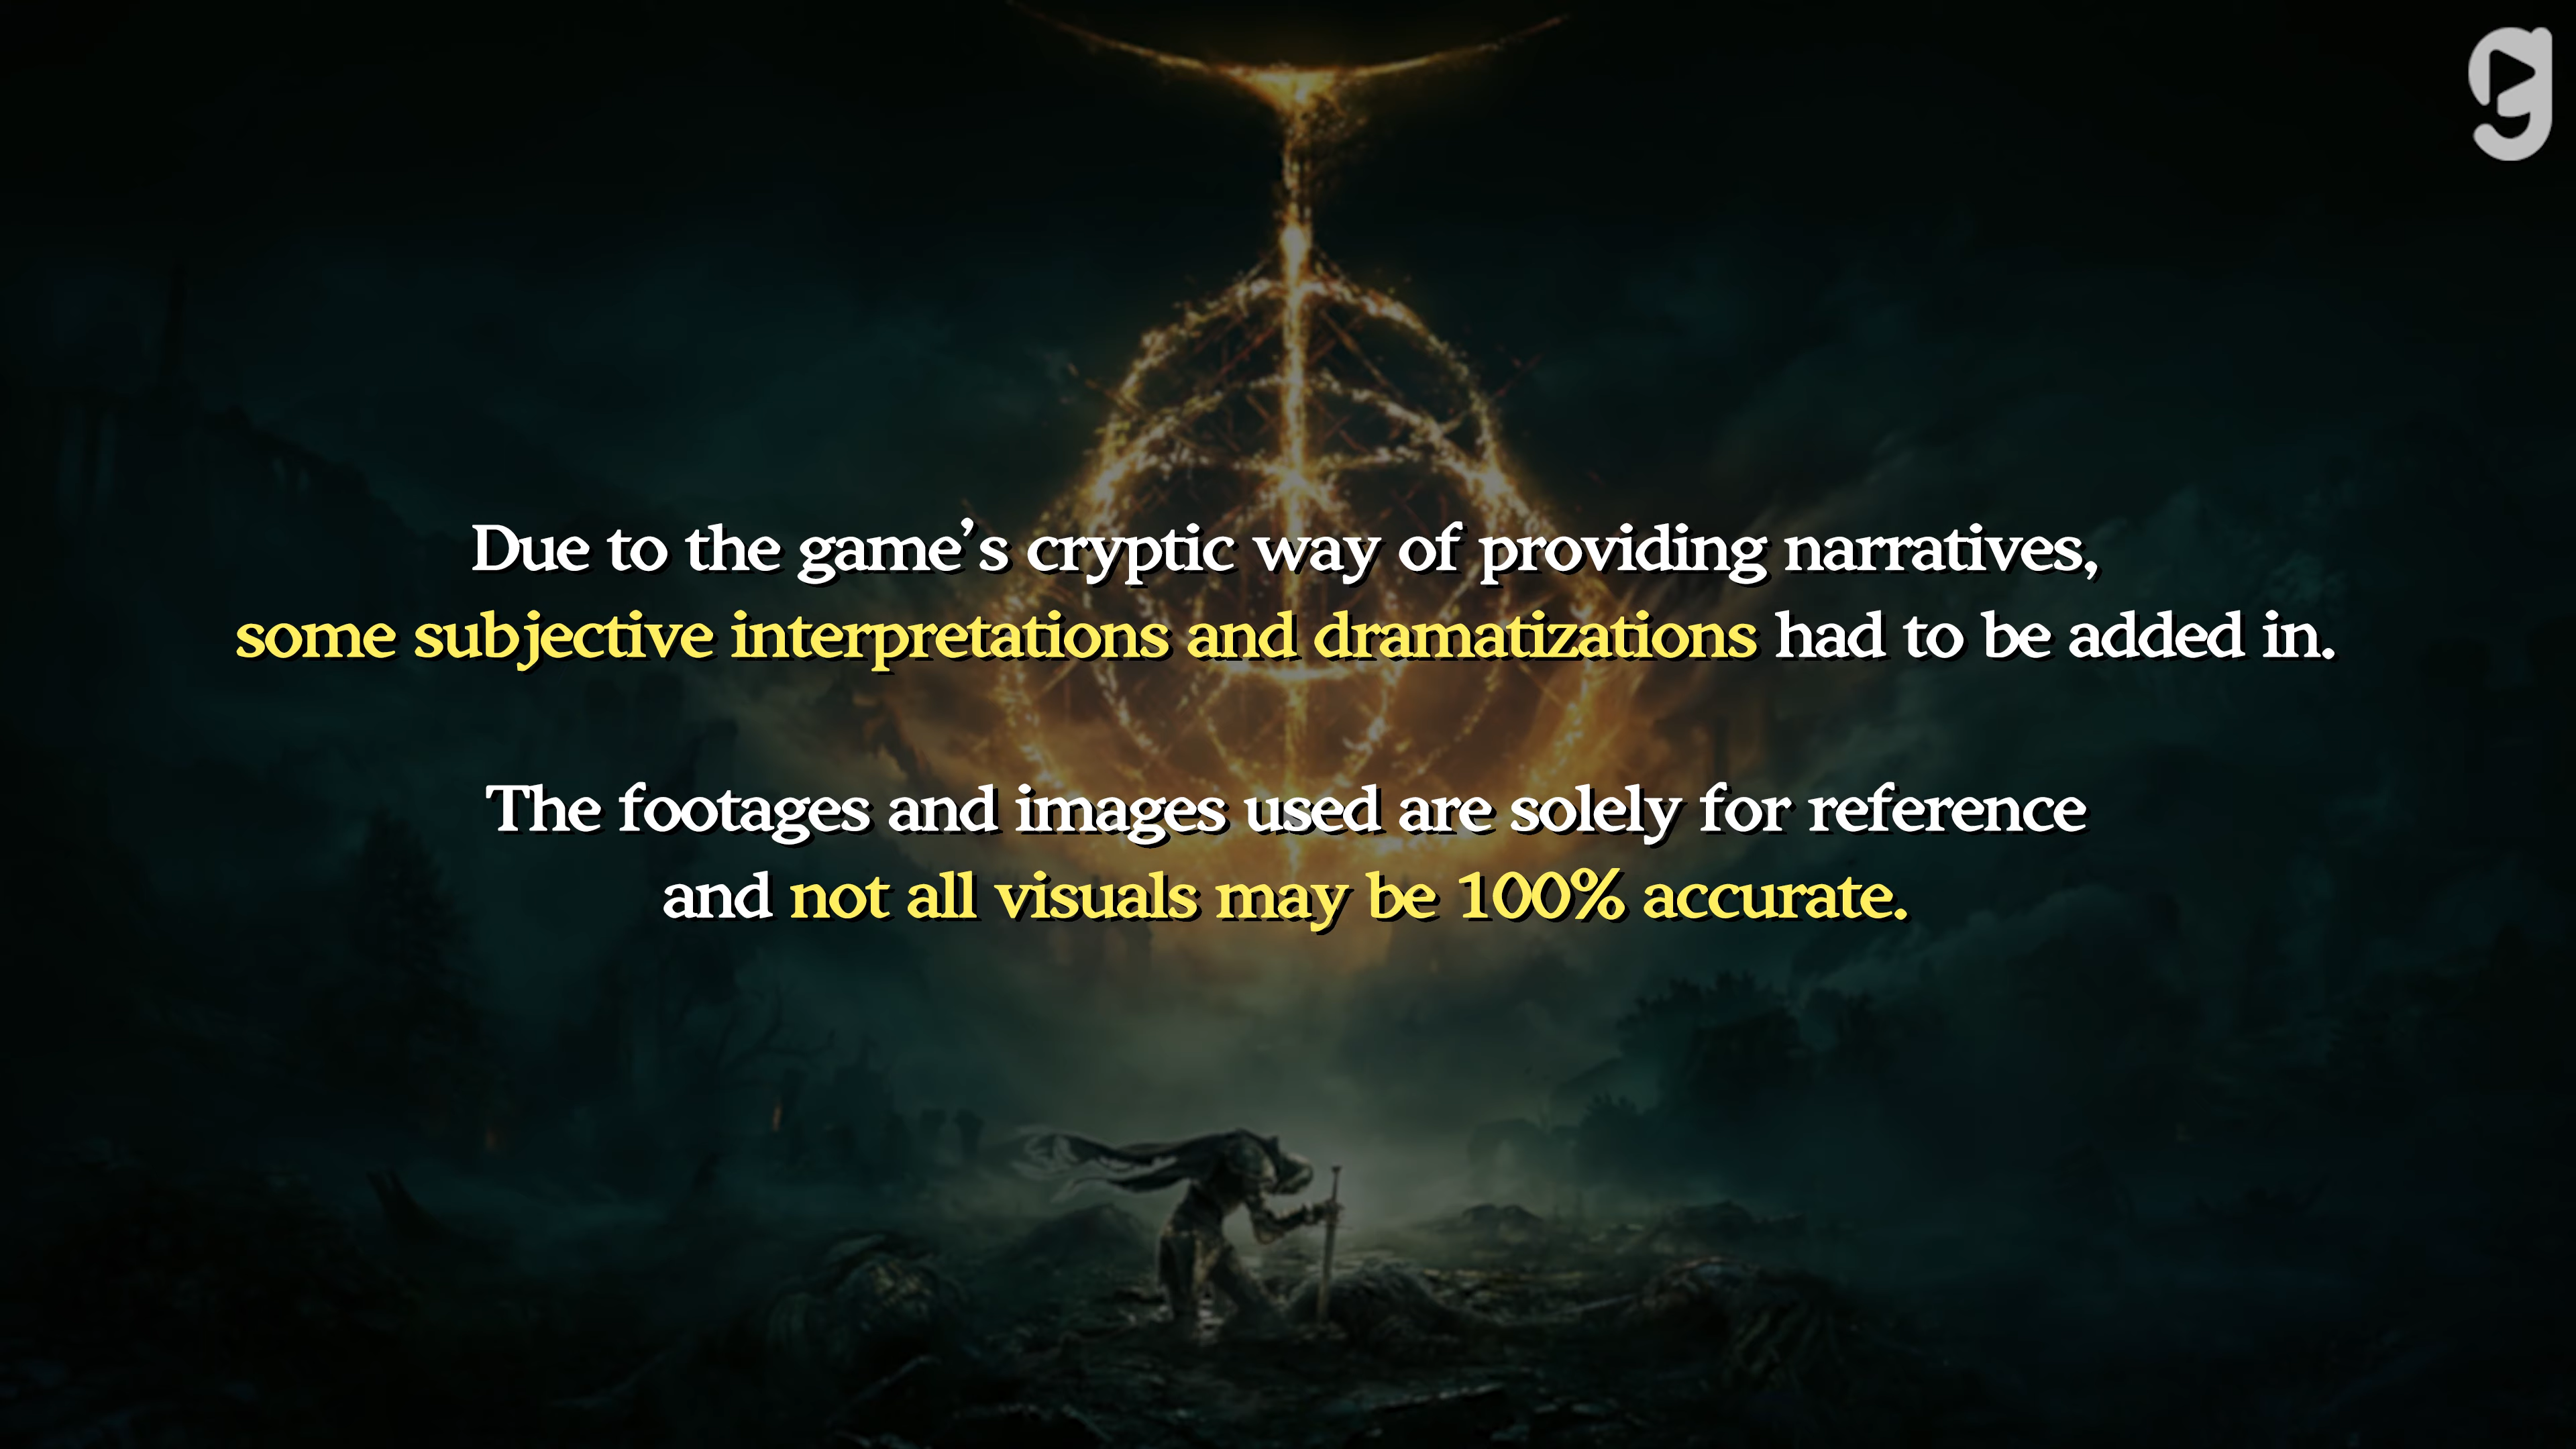 Due to the game’s cryptic way of providing narratives,
some subjective interpretations and dramatizations had to be added in.
The footages and images used are solely for reference
and not all visuals may be 100% accurate.